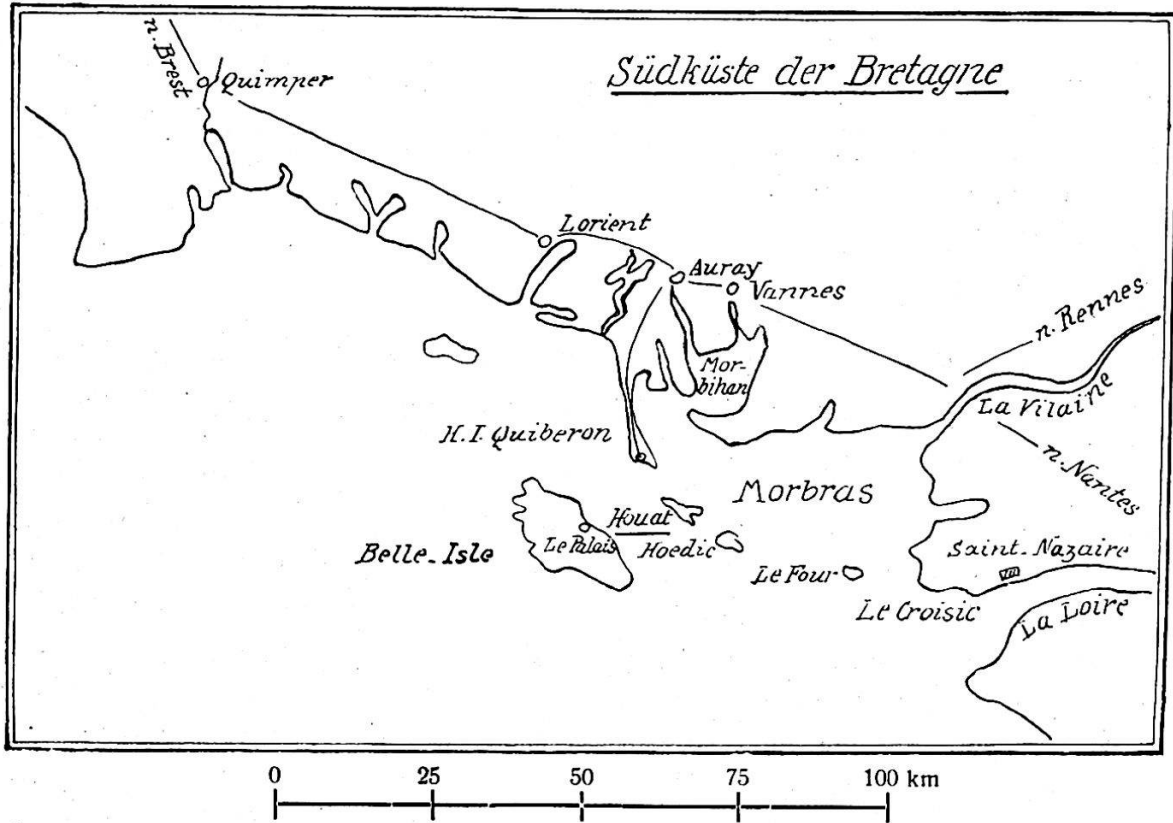 Südküste der Bretagne
n. Brest
Quimper
Lorient
Auray
Vannes
n. Rennes
Mor-
bihan
La Vilaine
H.I. Quiberon
n. Nantes
Morbras
Houat
Le Palais
Hoedic
Belle-Isle
Saint-Nazaire
Le Four
Le Croisic
La Loire
0 25 50 75 100 km